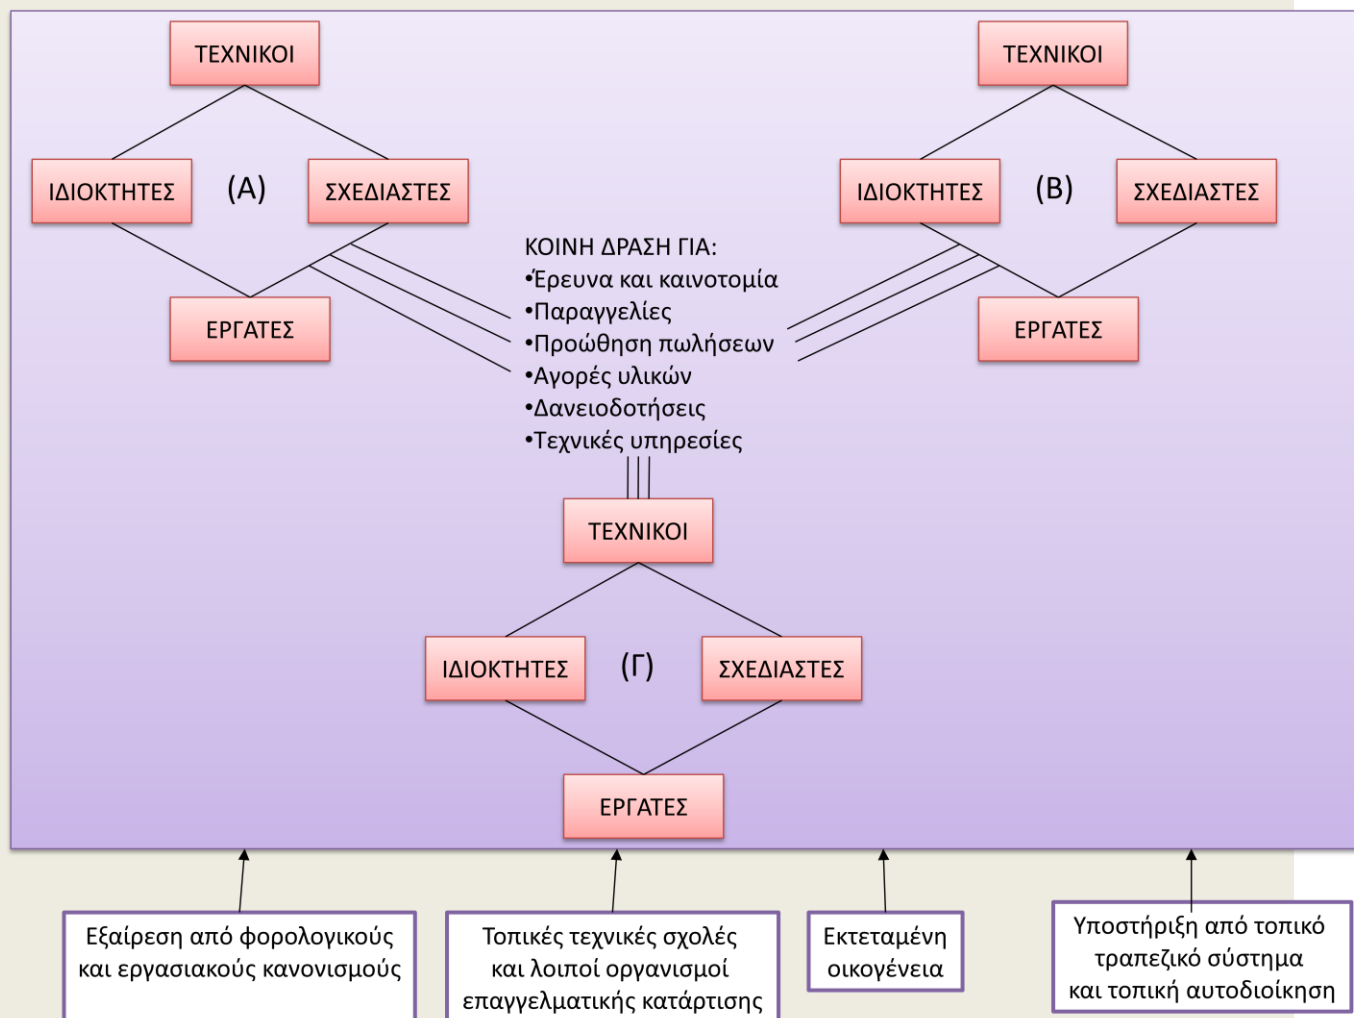 ΤΕΧΝΙΚΟΙ
ΙΔΙΟΚΤΗΤΕΣ
(Α)
ΣΧΕΔΙΑΣΤΕΣ
ΕΡΓΑΤΕΣ
ΤΕΧΝΙΚΟΙ
ΙΔΙΟΚΤΗΤΕΣ
(Β)
ΣΧΕΔΙΑΣΤΕΣ
ΕΡΓΑΤΕΣ
ΚΟΙΝΗ ΔΡΑΣΗ ΓΙΑ:
•Έρευνα και καινοτομία
•Παραγγελίες
•Προώθηση πωλήσεων
•Αγορές υλικών
•Δανειοδοτήσεις
•Τεχνικές υπηρεσίες
ΤΕΧΝΙΚΟΙ
ΙΔΙΟΚΤΗΤΕΣ
(Γ)
ΣΧΕΔΙΑΣΤΕΣ
ΕΡΓΑΤΕΣ
Εξαίρεση από φορολογικούς
και εργασιακούς κανονισμούς
Τοπικές τεχνικές σχολές
και λοιποί οργανισμοί
επαγγελματικής κατάρτισης
Εκτεταμένη
οικογένεια
Υποστήριξη από τοπικό
τραπεζικό σύστημα
και τοπική αυτοδιοίκηση